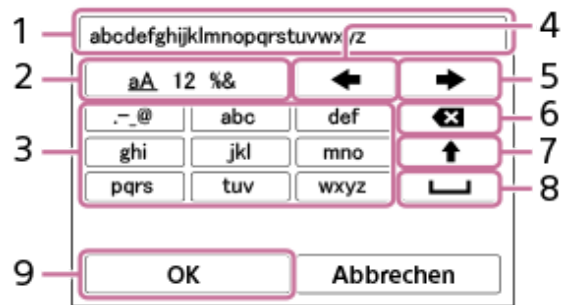 1
abcdefghijklmnopqrstuvwxyz
4
2
aA 12 %&
5
3
.-_@ abc def
6
ghi jkl mno
7
pqrs tuv wxyz
8
9
OK Abbrechen